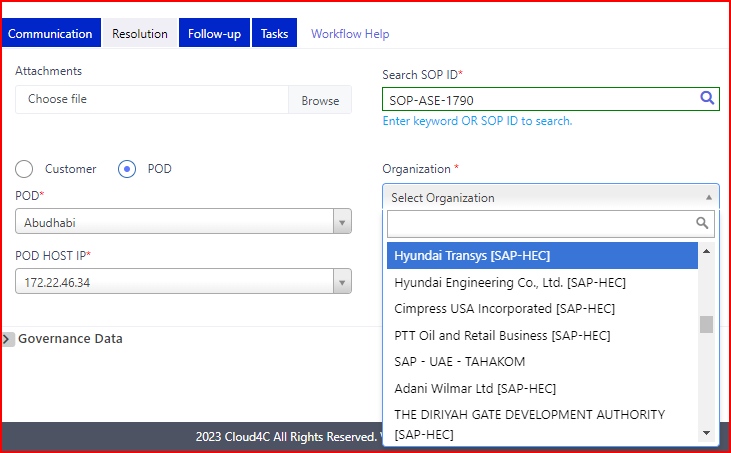 Communication Resolution Follow-up Tasks Workflow Help
Attachments
Choose file Browse
Search SOP ID*
SOP-ASE-1790
Enter keyword OR SOP ID to search.
Customer POD
POD*
Abudhabi
POD HOST IP*
172.22.46.34
Organization *
Select Organization
Hyundai Transys [SAP-HEC]
Hyundai Engineering Co., Ltd. [SAP-HEC]
Cimpress USA Incorporated [SAP-HEC]
PTT Oil and Retail Business [SAP-HEC]
SAP - UAE - TAHAKOM
Adani Wilmar Ltd [SAP-HEC]
THE DIRIYAH GATE DEVELOPMENT AUTHORITY
[SAP-HEC]
Governance Data
2023 Cloud4C All Rights Reserved.